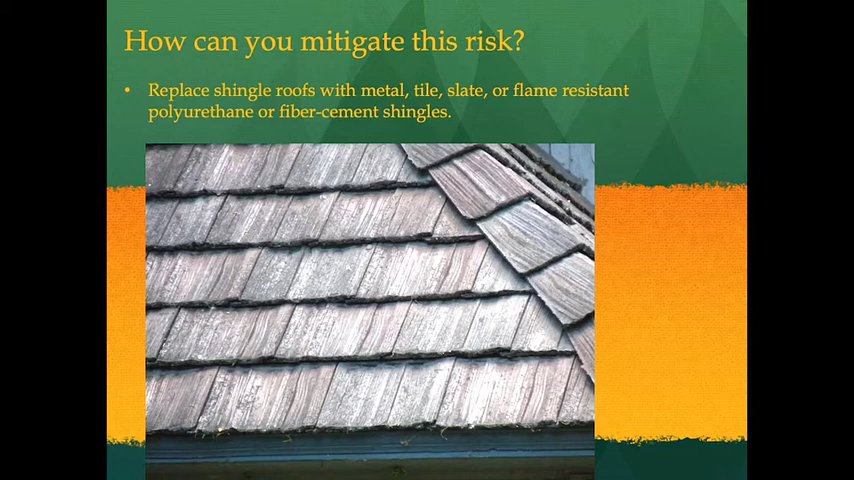 How can you mitigate this risk?
• Replace shingle roofs with metal, tile, slate, or flame resistant
polyurethane or fiber-cement shingles.